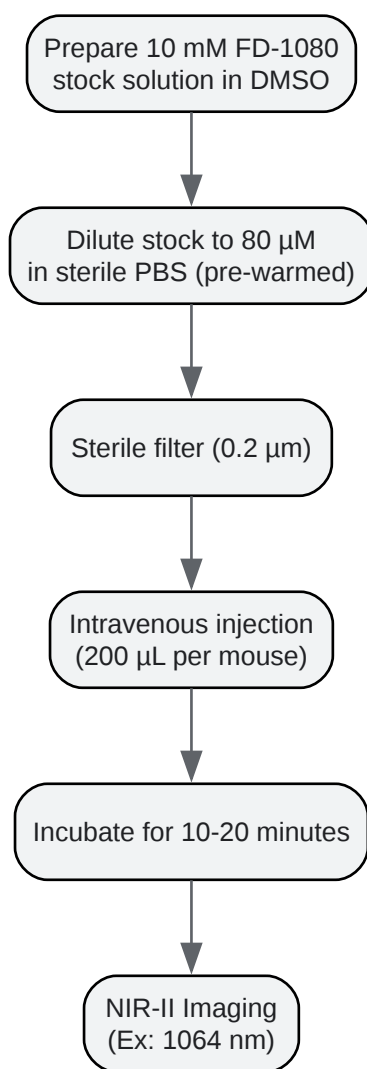 Prepare 10 mM FD-1080
stock solution in DMSO
Dilute stock to 80 µM
in sterile PBS (pre-warmed)
Sterile filter (0.2 µm)
Intravenous injection
(200 µL per mouse)
Incubate for 10-20 minutes
NIR-II Imaging
(Ex: 1064 nm)